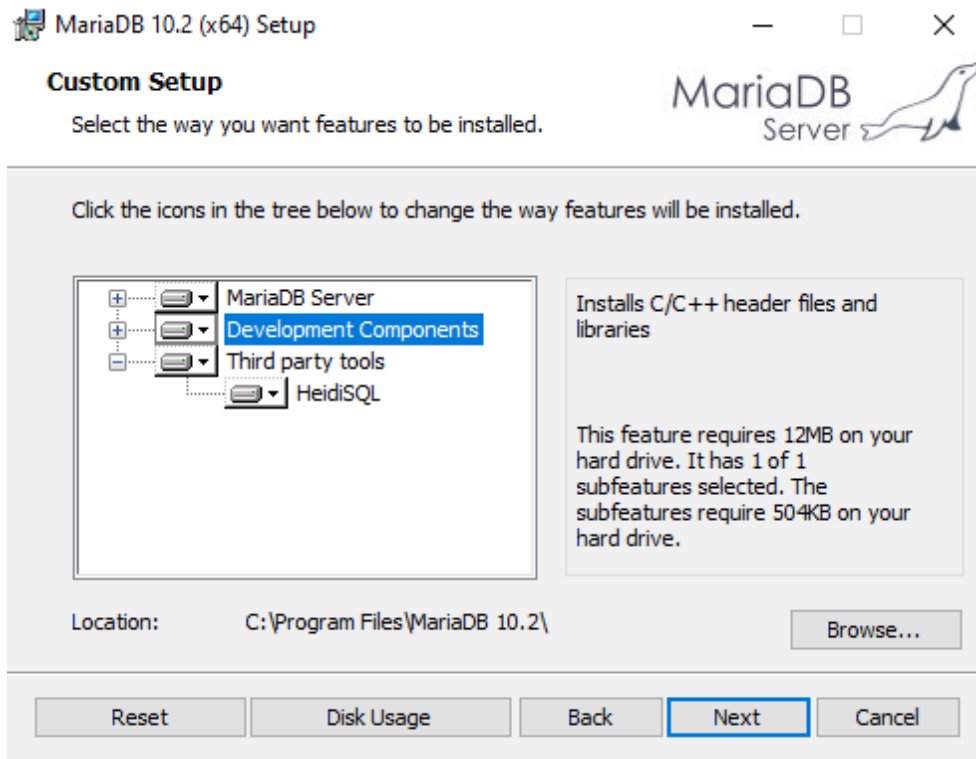 MariaDB 10.2 (x64) Setup
Custom Setup
Select the way you want features to be installed.
MariaDB
Server
Click the icons in the tree below to change the way features will be installed.
MariaDB Server
Development Components
Third party tools
HeidiSQL
Installs C/C++ header files and
libraries
This feature requires 12MB on your
hard drive. It has 1 of 1
subfeatures selected. The
subfeatures require 504KB on your
hard drive.
Location: C:\Program Files\MariaDB 10.2\
Browse...
Reset Disk Usage Back Next Cancel